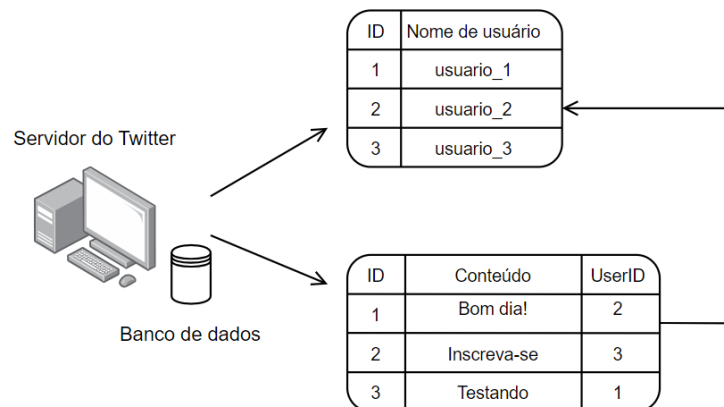 ID Nome de usuário
1 usuario_1
2 usuario_2
3 usuario_3
Servidor do Twitter
Banco de dados
ID Conteúdo UserID
1 Bom dia! 2
2 Inscreva-se 3
3 Testando 1